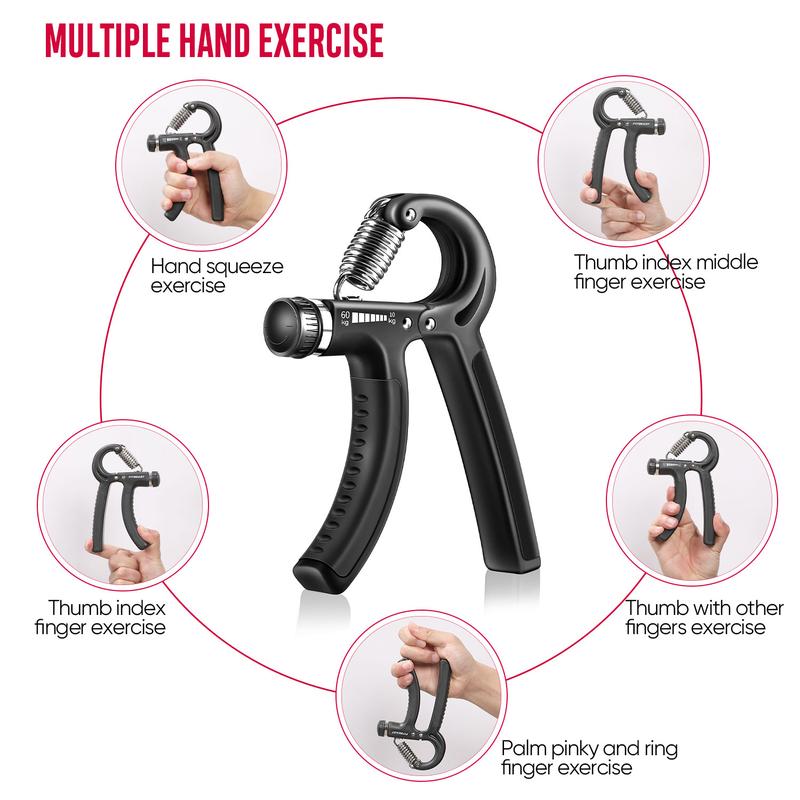 MULTIPLE HAND EXERCISE
Hand squeeze
exercise
Thumb index middle
finger exercise
60
kg
10
kg
Thumb index
finger exercise
Thumb with other
fingers exercise
Palm pinky and ring
finger exercise